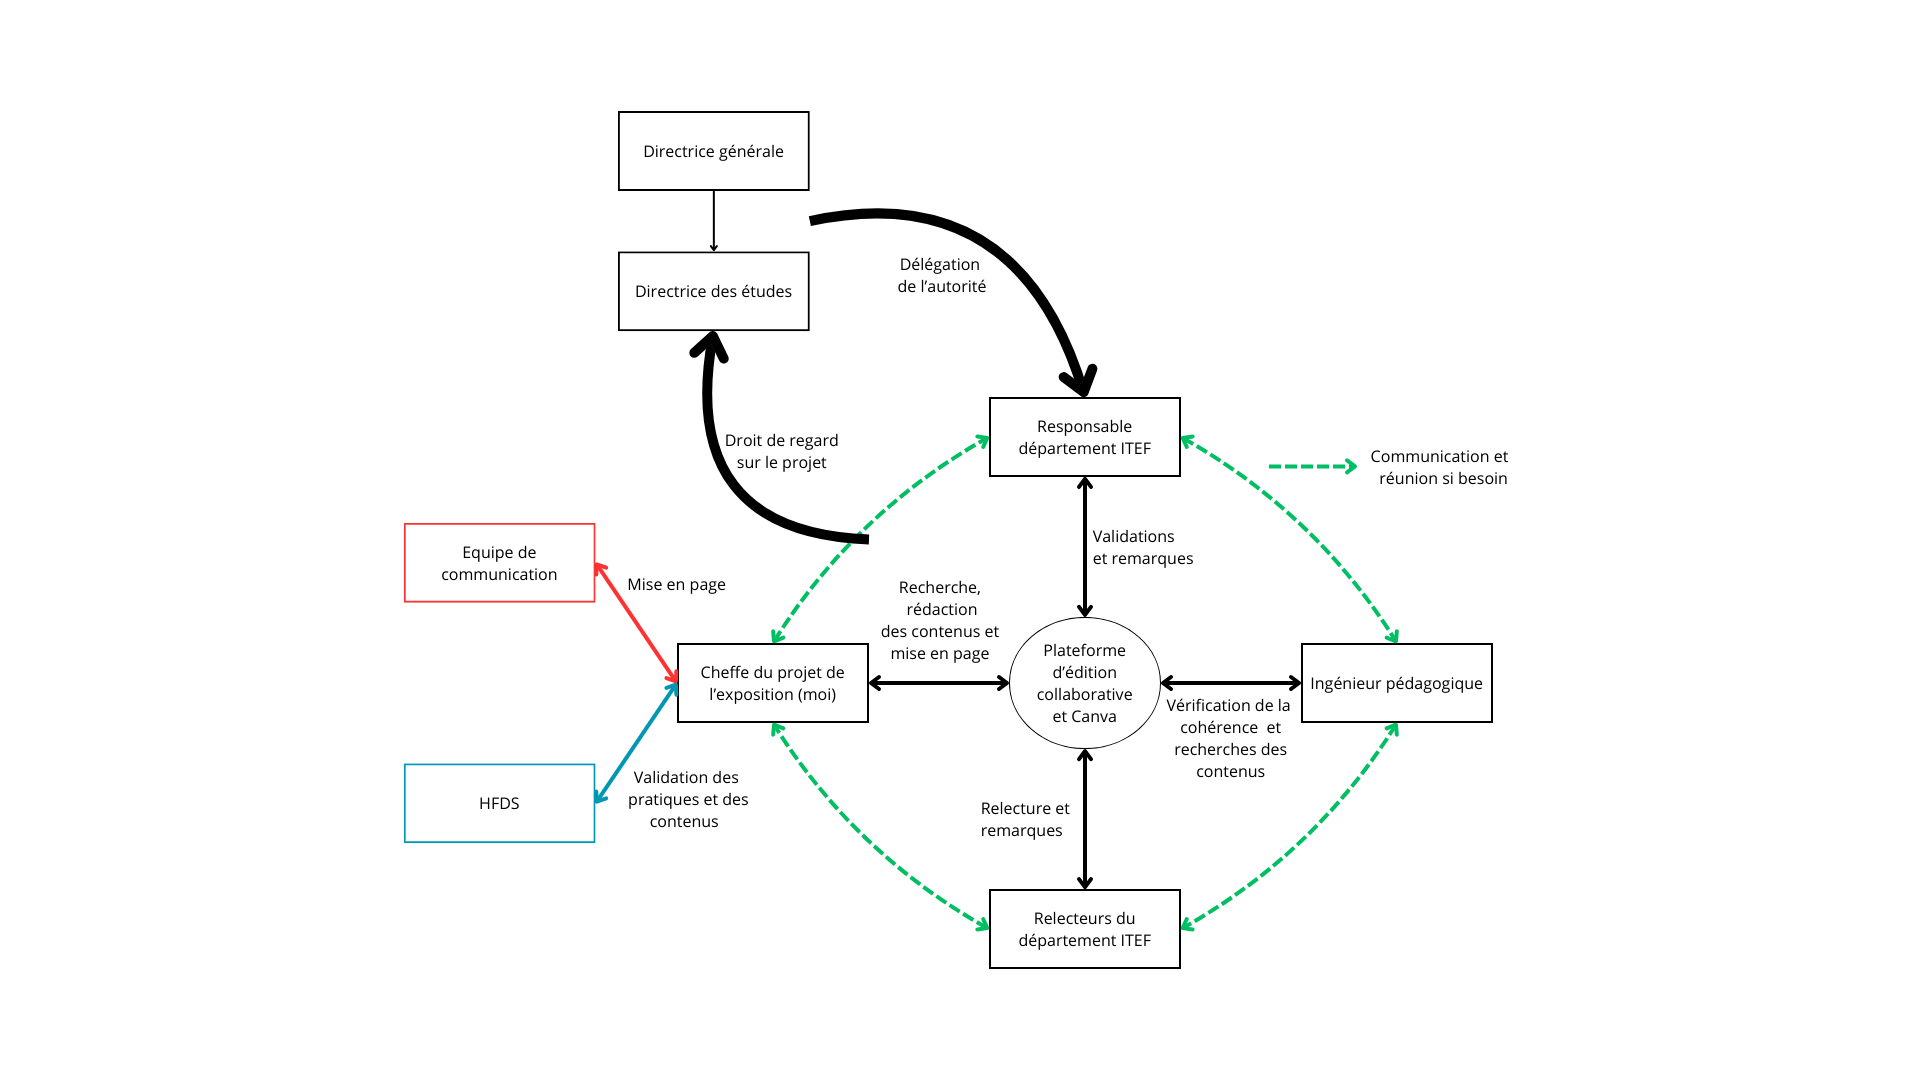 Directrice générale
Directrice des études
Délégation
de l'autorité
Droit de regard
sur le projet
Responsable
département ITEF
Communication et
réunion si besoin
Equipe de
communication
Mise en page
Validations
et remarques
Recherche,
rédaction
des contenus et
mise en page
Cheffe du projet de
l'exposition (moi)
Plateforme
d'édition
collaborative
et Canva
Ingénieur pédagogique
Vérification de la
cohérence  et
recherches des
contenus
HFDS
Validation des
pratiques et des
contenus
Relecture et
remarques
Relecteurs du
département ITEF